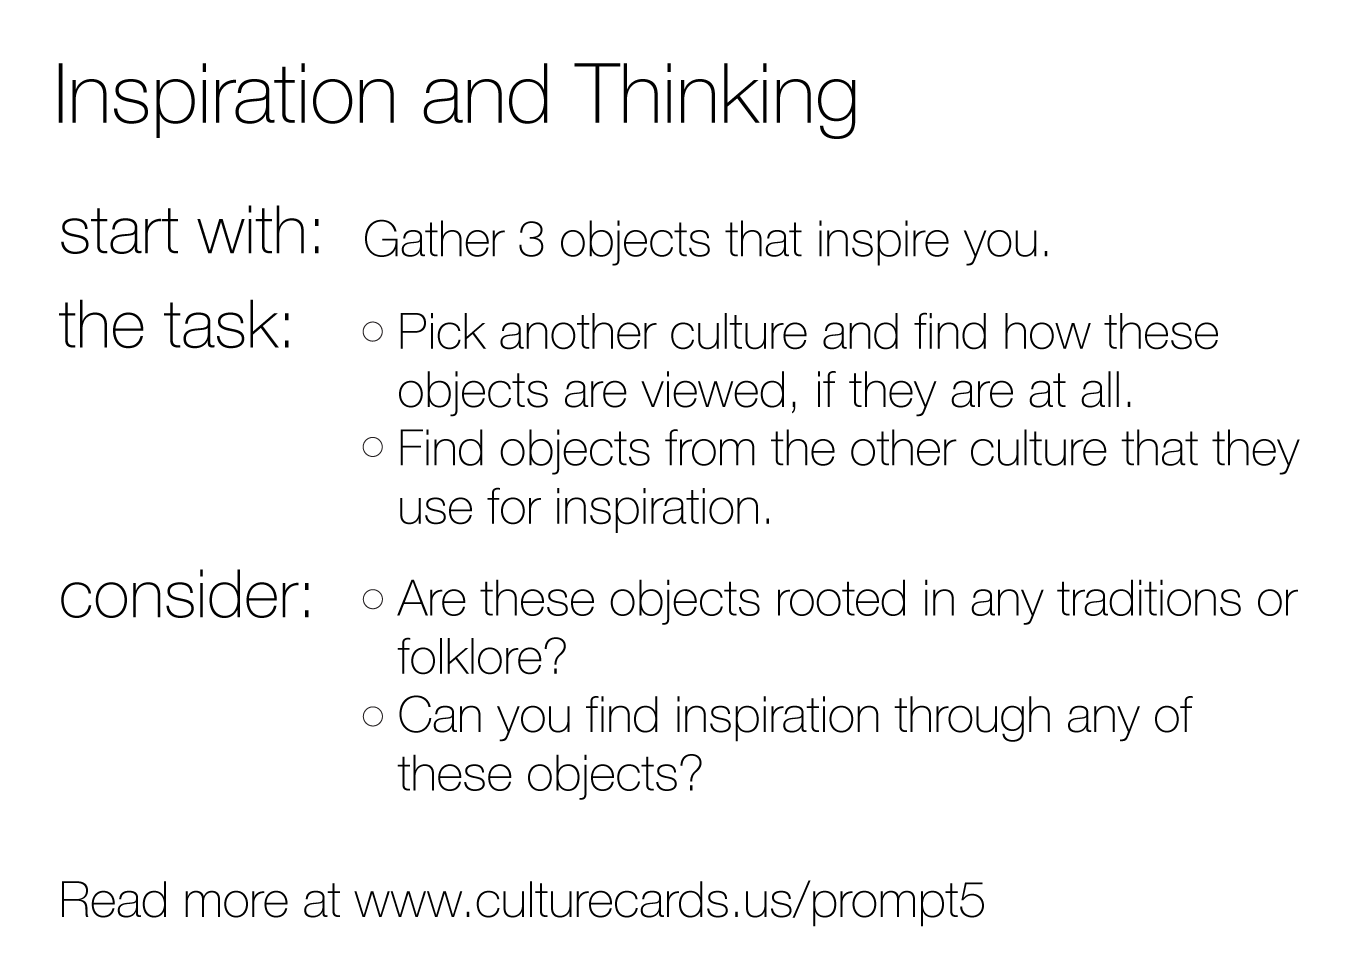 Inspiration and Thinking
start with: Gather 3 objects that inspire you.
the task: ○ Pick another culture and find how these
objects are viewed, if they are at all.
○ Find objects from the other culture that they
use for inspiration.
consider: ○ Are these objects rooted in any traditions or
folklore?
○ Can you find inspiration through any of
these objects?
Read more at www.culturecards.us/prompt5